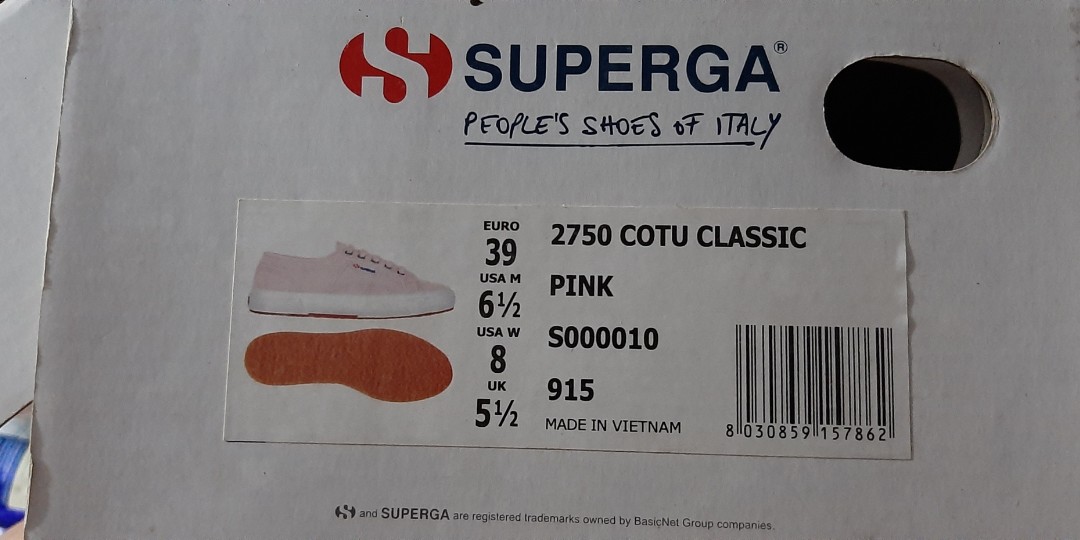 SUPERGA®
PEOPLE'S SHOES OF ITALY
EURO
39
USA M
6½
USA W
8
UK
5½
2750 COTU CLASSIC
PINK
S000010
915
MADE IN VIETNAM
8 030859 157862
and SUPERGA are registered trademarks owned by BasicNet Group companies.